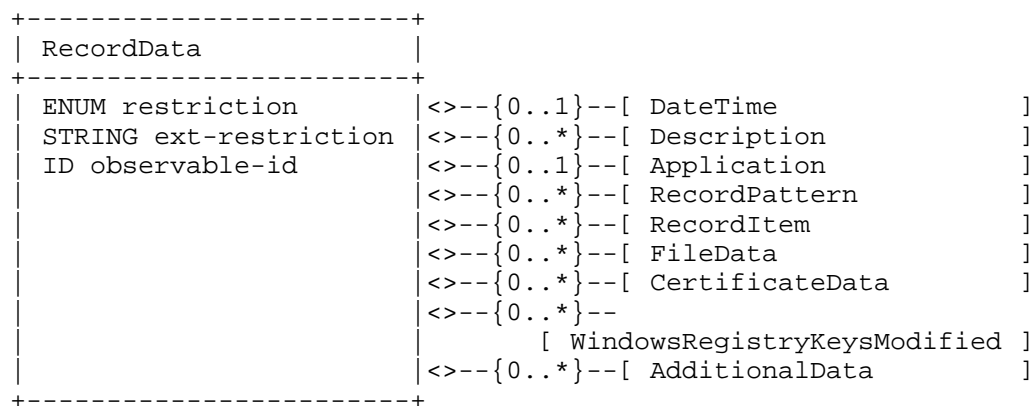 +------------------------+
| RecordData             |
+------------------------+
| ENUM restriction       |<>--{0..1}--[ DateTime               ]
| STRING ext-restriction |<>--{0..*}--[ Description            ]
| ID observable-id       |<>--{0..1}--[ Application            ]
|                        |<>--{0..*}--[ RecordPattern          ]
|                        |<>--{0..*}--[ RecordItem             ]
|                        |<>--{0..*}--[ FileData               ]
|                        |<>--{0..*}--[ CertificateData        ]
|                        |<>--{0..*}--
|                        |       [ WindowsRegistryKeysModified ]
|                        |<>--{0..*}--[ AdditionalData         ]
+------------------------+